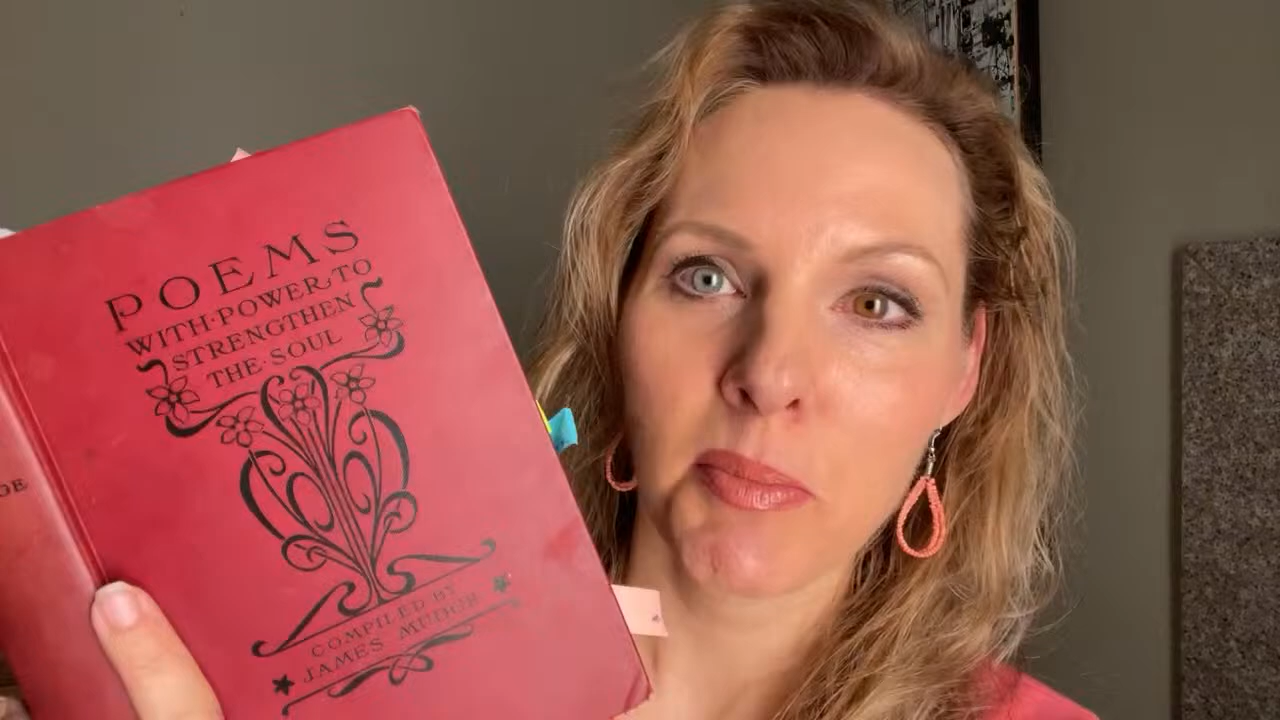 POEMS
WITH·POWER·TO
STRENGTHEN
THE·SOUL
COMPILED BY
JAMES MUDGE